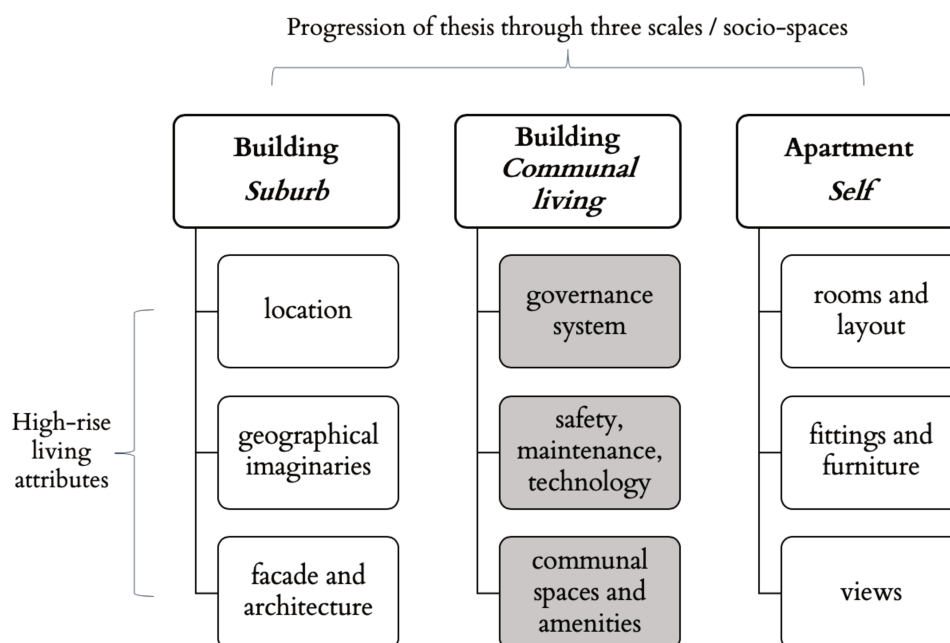 Progression of thesis through three scales / socio-spaces
Building
Suburb
Building
Communal
living
Apartment
Self
High-rise
living
attributes
location
geographical
imaginaries
facade and
architecture
governance
system
safety,
maintenance,
technology
communal
spaces and
amenities
rooms and
layout
fittings and
furniture
views